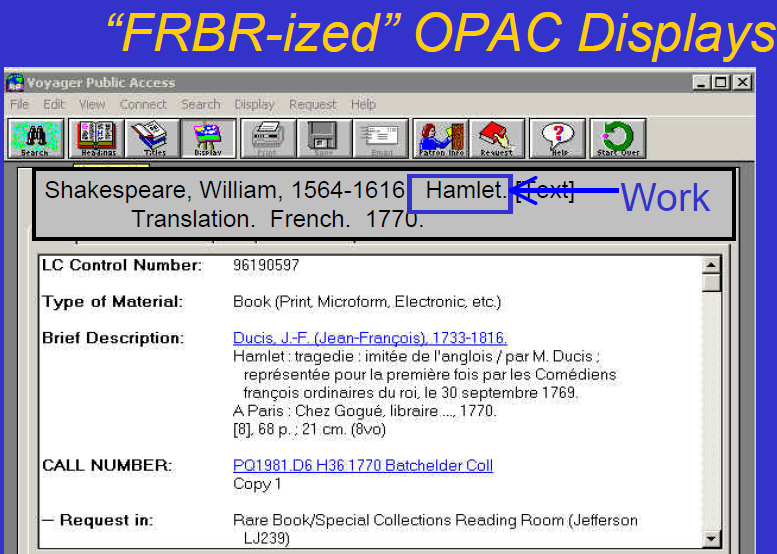 “FRBR-ized” OPAC Displays
Voyager Public Access
File Edit View Connect Search Display Request Help
Search Headings Titles Display Print Save Email Patron Info Request Help Start Over
Shakespeare, William, 1564-1616. Hamlet. [Text] Work
Translation. French. 1770.
LC Control Number: 96190597
Type of Material: Book (Print, Microform, Electronic, etc.)
Brief Description: Ducis, J.-F. (Jean-François), 1733-1816.
Hamlet : tragedie : imitée de l'anglois / par M. Ducis ;
représentée pour la première fois par les Comédiens
françois ordinaires du roi, le 30 septembre 1769.
A Paris : Chez Gogué, libraire ..., 1770.
[8], 68 p. ; 21 cm. (8vo)
CALL NUMBER: PQ1981.D6 H36 1770 Batchelder Coll
Copy 1
– Request in: Rare Book/Special Collections Reading Room (Jefferson
LJ239)